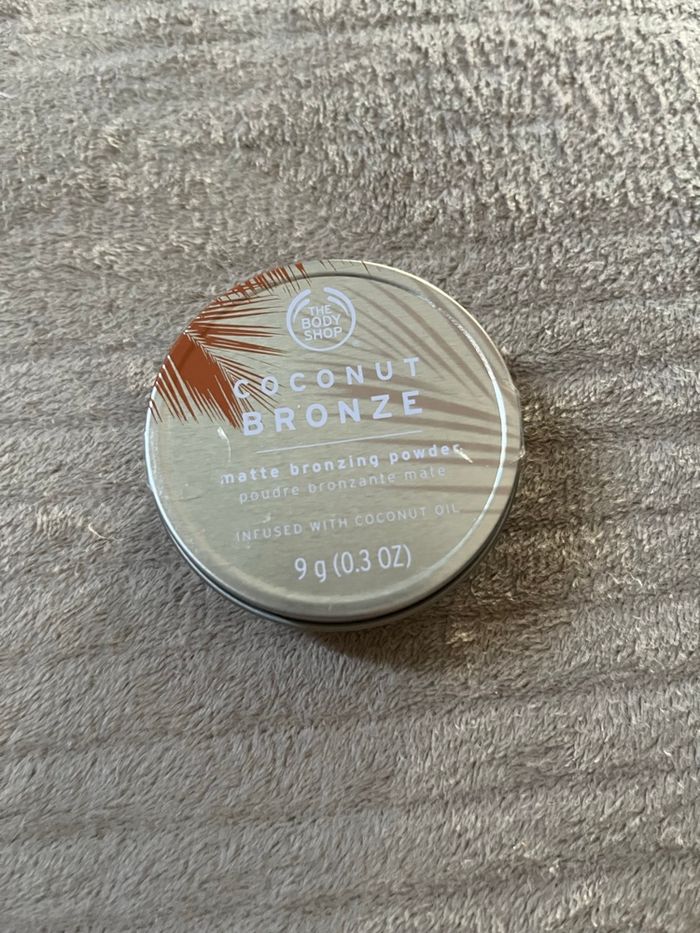 THE
BODY
SHOP
COCONUT
BRONZE
matte bronzing powder
poudre bronzante mate
INFUSED WITH COCONUT OIL
9 g (0.3 OZ)